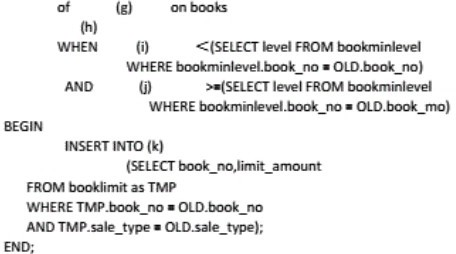 of (g) on books
(h)
WHEN (i) <(SELECT level FROM bookminlevel
WHERE bookminlevel.book_no = OLD.book_no)
AND (j) >=(SELECT level FROM bookminlevel
WHERE bookminlevel.book_no = OLD.book_mo)
BEGIN
INSERT INTO (k)
(SELECT book_no,limit_amount
FROM booklimit as TMP
WHERE TMP.book_no = OLD.book_no
AND TMP.sale_type = OLD.sale_type);
END;